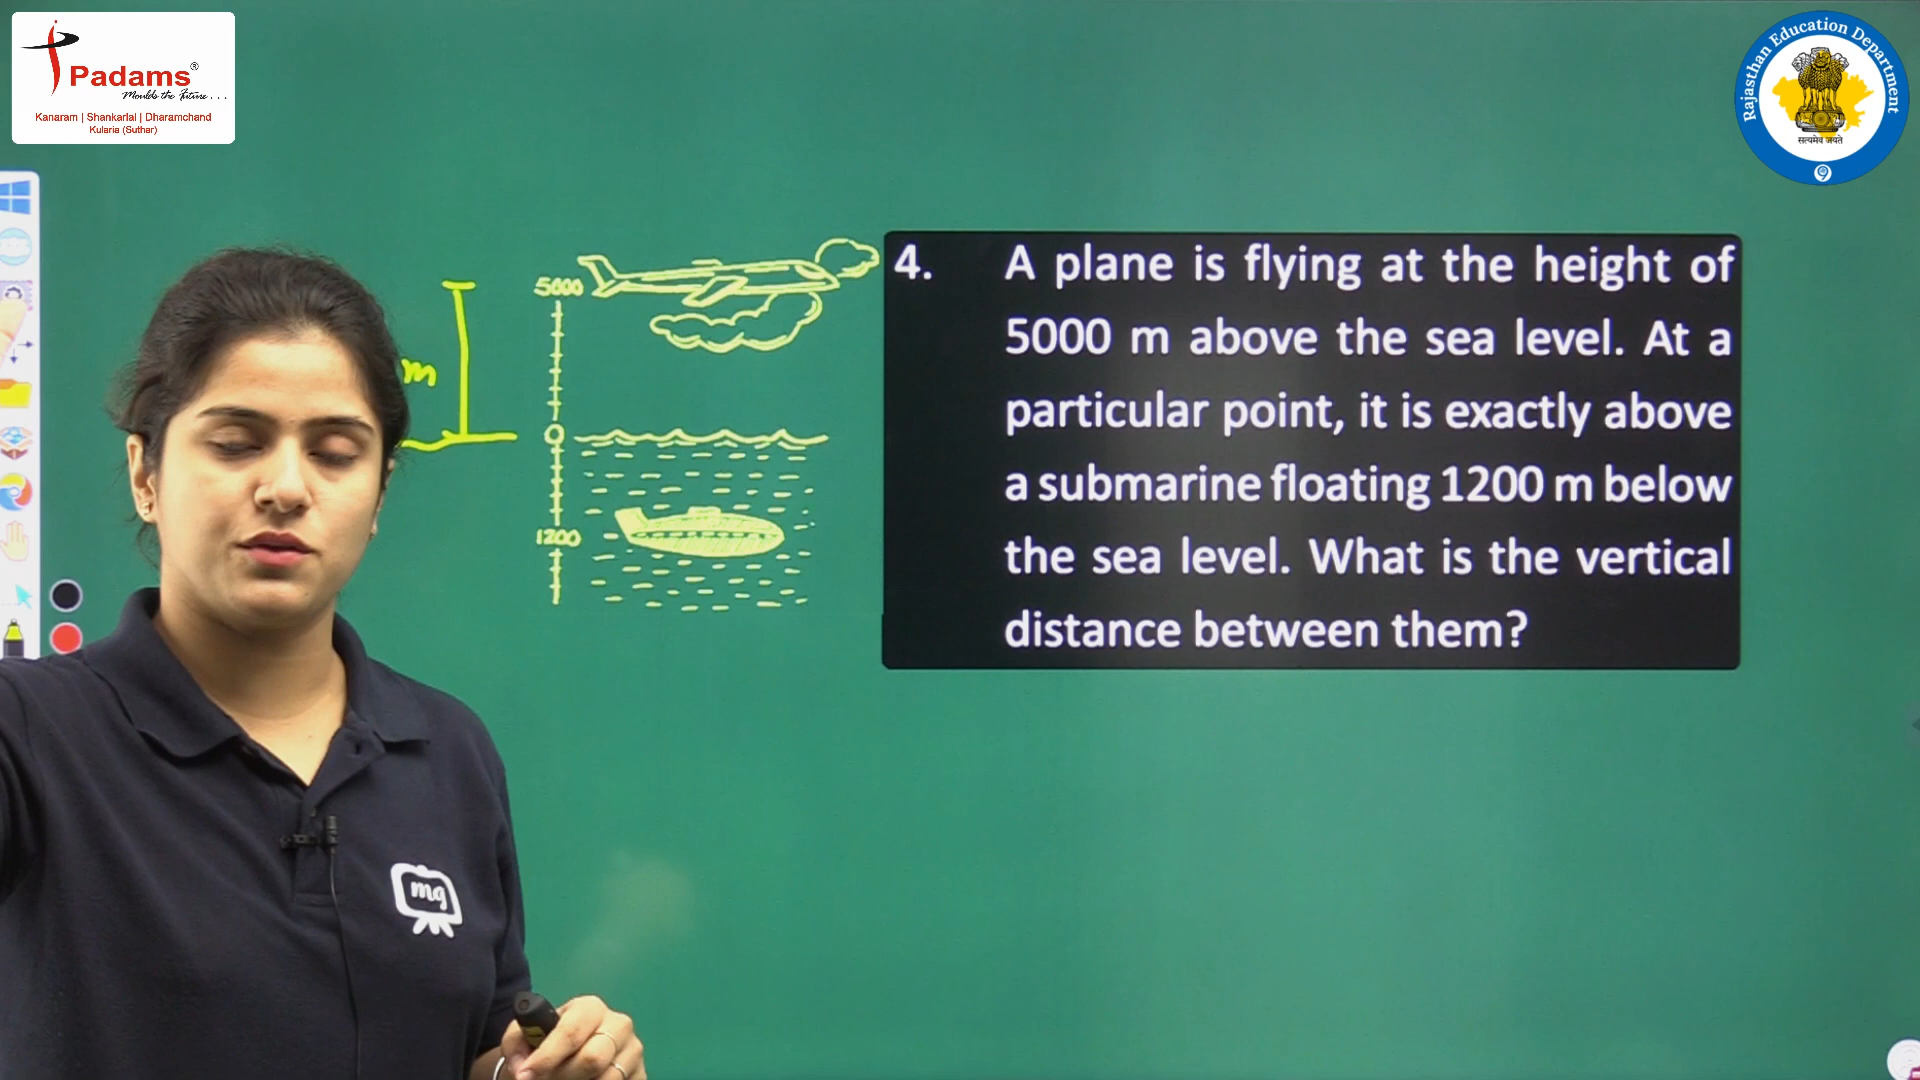 Padams®
Moulds the Future . . .
Kanaram | Shankarlal | Dharamchand
Kularia (Suthar)
Rajasthan Education Department
सत्यमेव जयते
5000
m
0
1200
4. A plane is flying at the height of
5000 m above the sea level. At a
particular point, it is exactly above
a submarine floating 1200 m below
the sea level. What is the vertical
distance between them?
mg